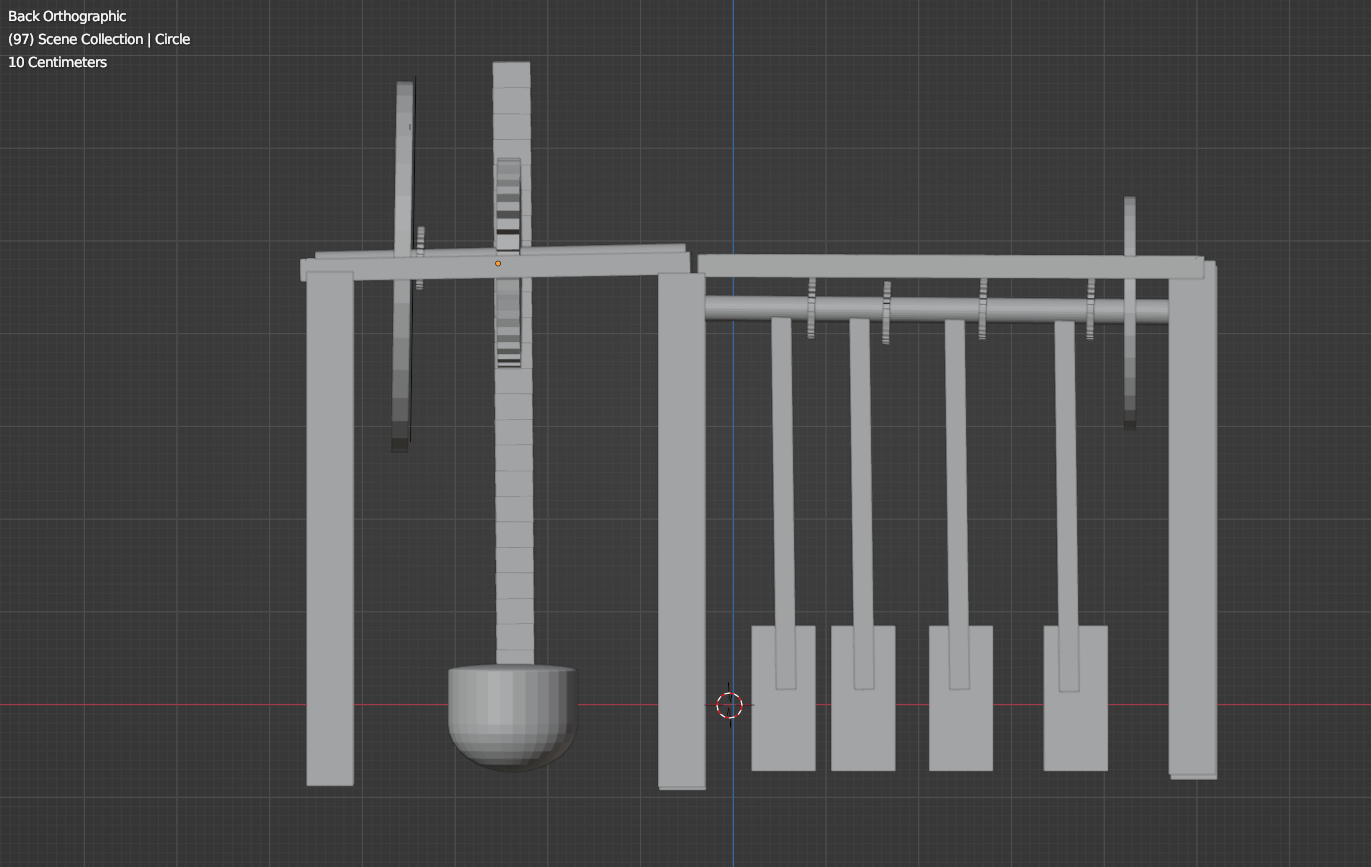 Back Orthographic
(97) Scene Collection | Circle
10 Centimeters